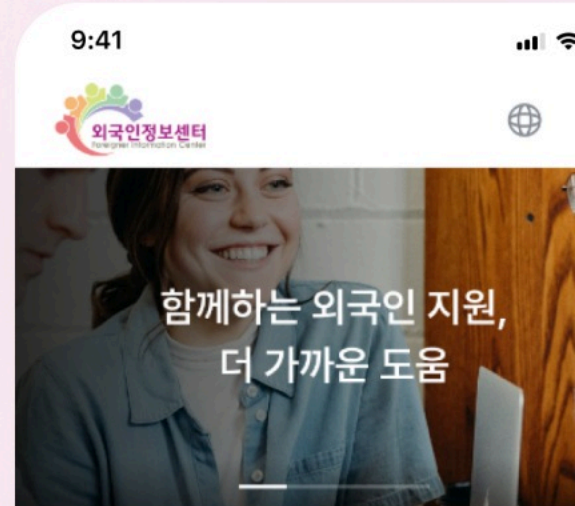 9:41
외국인정보센터
Foreigner Information Center
함께하는 외국인 지원,
더 가까운 도움